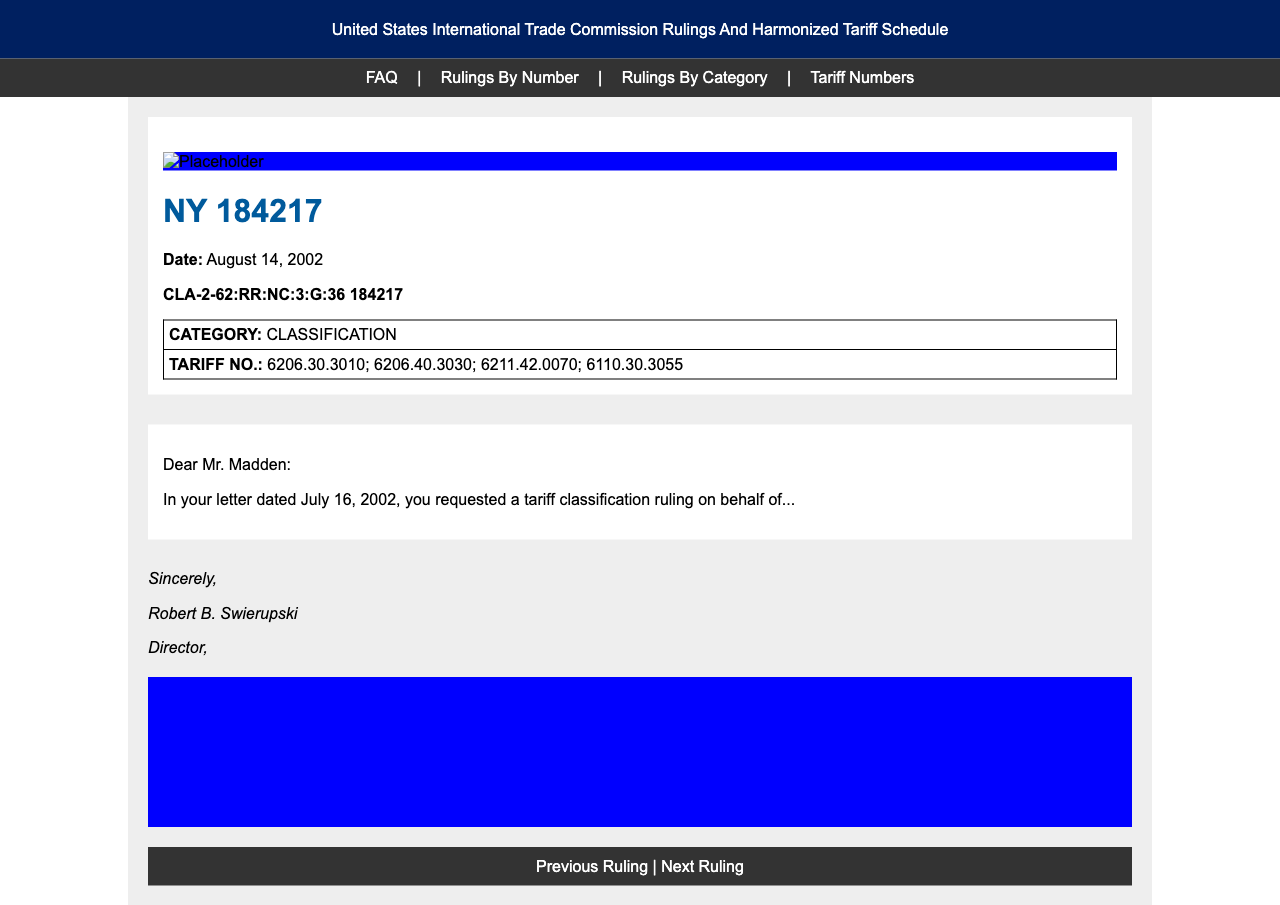 United States International Trade Commission Rulings And Harmonized Tariff Schedule
FAQ | Rulings By Number | Rulings By Category | Tariff Numbers
Placeholder
NY 184217
Date: August 14, 2002
CLA-2-62:RR:NC:3:G:36 184217
CATEGORY: CLASSIFICATION
TARIFF NO.: 6206.30.3010; 6206.40.3030; 6211.42.0070; 6110.30.3055
Dear Mr. Madden:
In your letter dated July 16, 2002, you requested a tariff classification ruling on behalf of...
Sincerely,
Robert B. Swierupski
Director,
Previous Ruling | Next Ruling